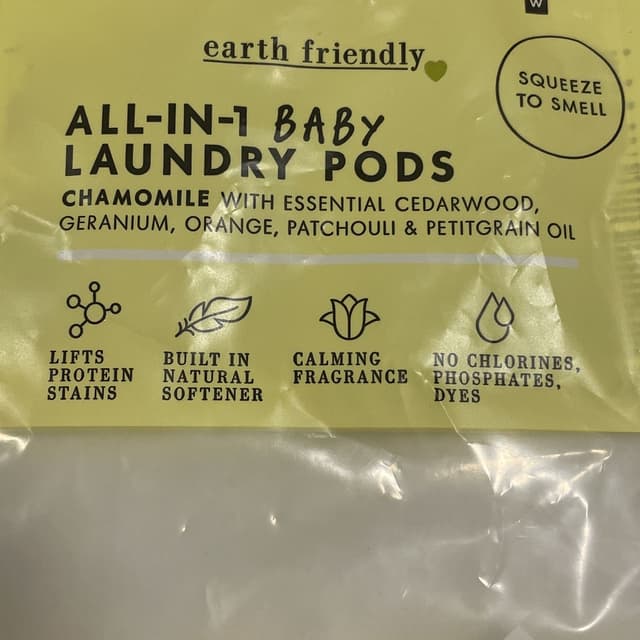 W
earth friendly
SQUEEZE
TO SMELL
ALL-IN-1 BABY
LAUNDRY PODS
CHAMOMILE WITH ESSENTIAL CEDARWOOD,
GERANIUM, ORANGE, PATCHOULI & PETITGRAIN OIL
LIFTS
PROTEIN
STAINS
BUILT IN
NATURAL
SOFTENER
CALMING
FRAGRANCE
NO CHLORINES,
PHOSPHATES,
DYES